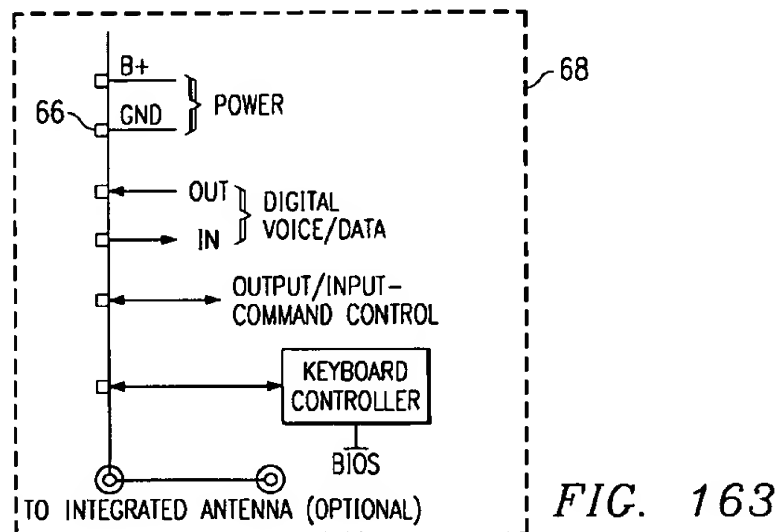 B+
68
66
GND
POWER
OUT
DIGITAL
VOICE/DATA
IN
OUTPUT/INPUT-
COMMAND CONTROL
KEYBOARD
CONTROLLER
BIOS
TO INTEGRATED ANTENNA (OPTIONAL)
FIG. 163